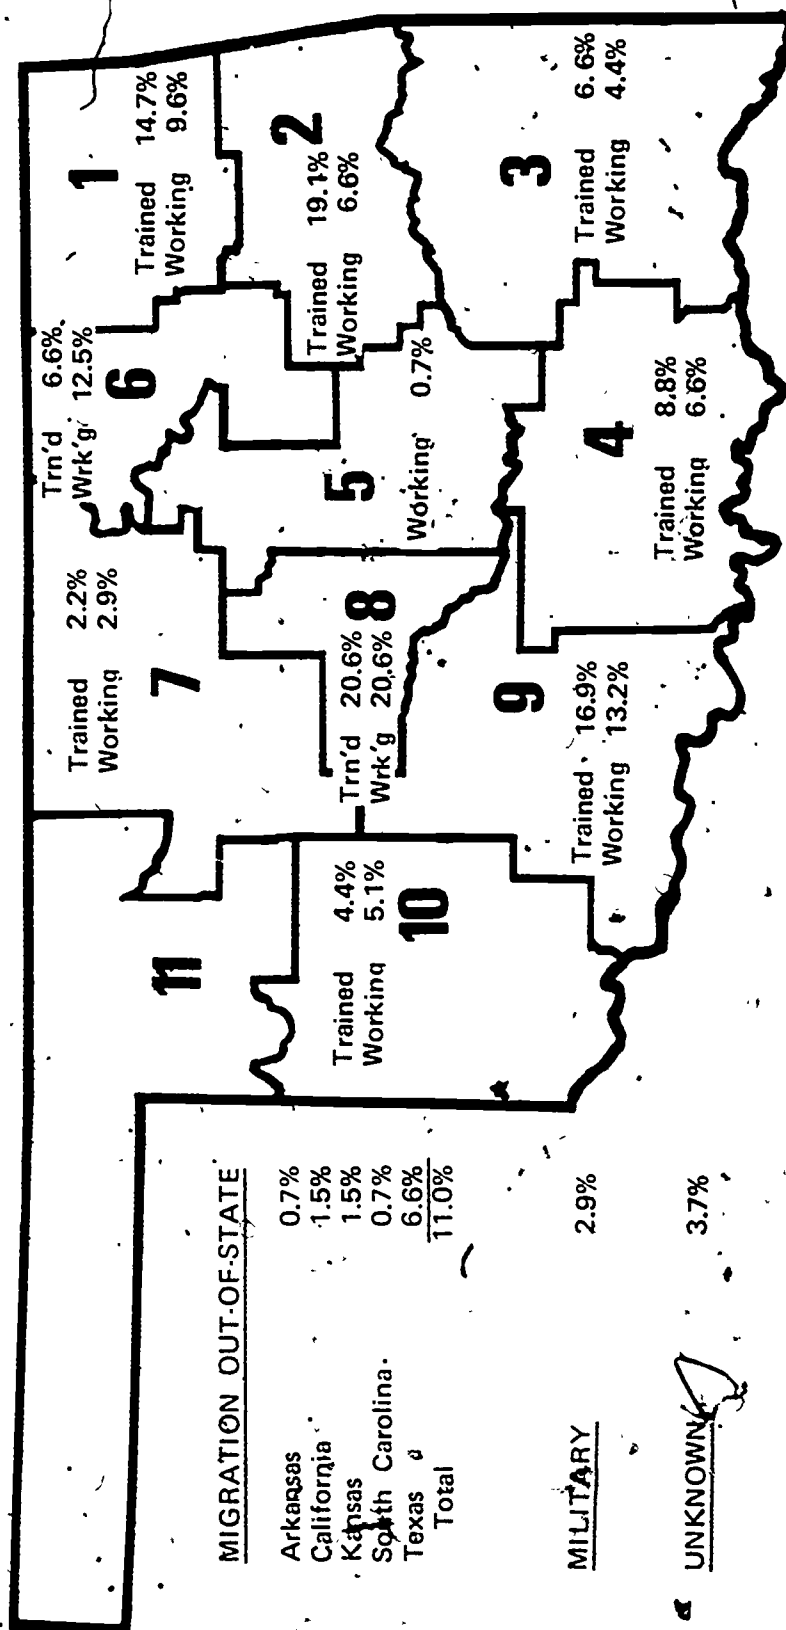 1
Trained 14.7%
Working 9.6%
2
Trained 19.1%
Working 6.6%
3
Trained 6.6%
Working 4.4%
4
Trained 8.8%
Working 6.6%
5
Working 0.7%
Trn'd 6.6%
Wrk'g 12.5%
6
Trained 2.2%
Working 2.9%
7
8
Trn'd 20.6%
Wrk'g 20.6%
9
Trained 16.9%
Working 13.2%
Trained 4.4%
Working 5.1%
10
11
MIGRATION OUT-OF-STATE
Arkansas 0.7%
California 1.5%
Kansas 1.5%
South Carolina 0.7%
Texas 6.6%
Total 11.0%
MILITARY 2.9%
UNKNOWN 3.7%